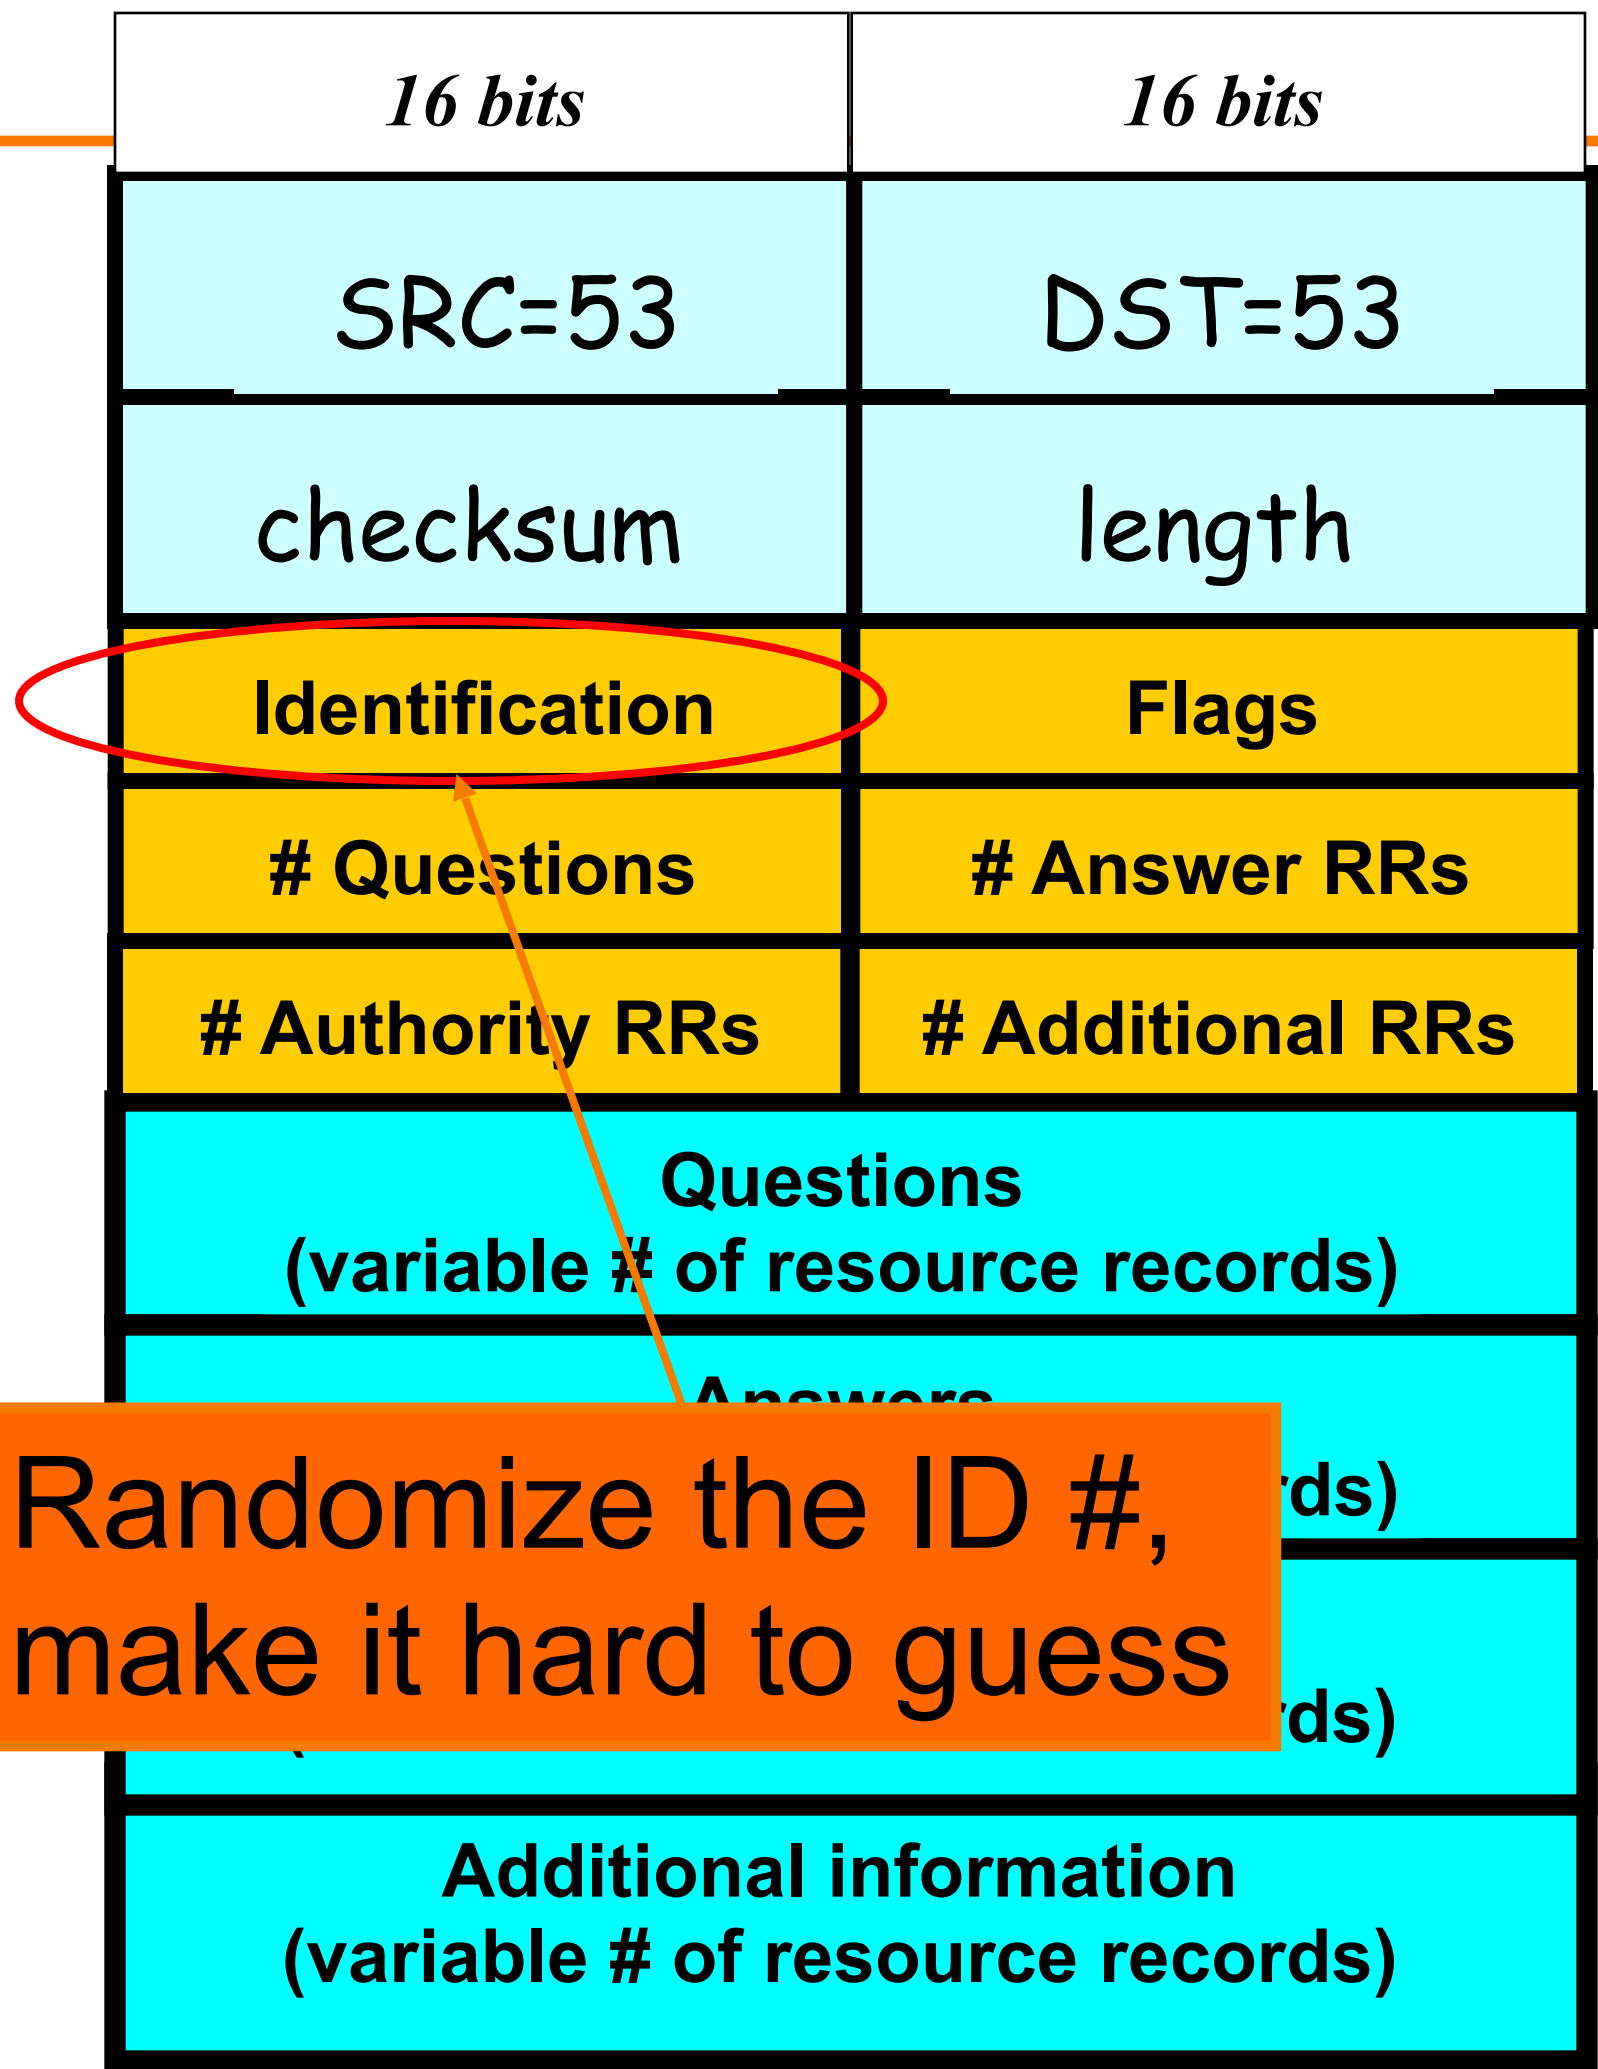 16 bits 16 bits
SRC=53 DST=53
checksum length
Identification Flags
# Questions # Answer RRs
# Authority RRs # Additional RRs
Questions
(variable # of resource records)
Answers
Randomize the ID #,
make it hard to guess
Additional information
(variable # of resource records)